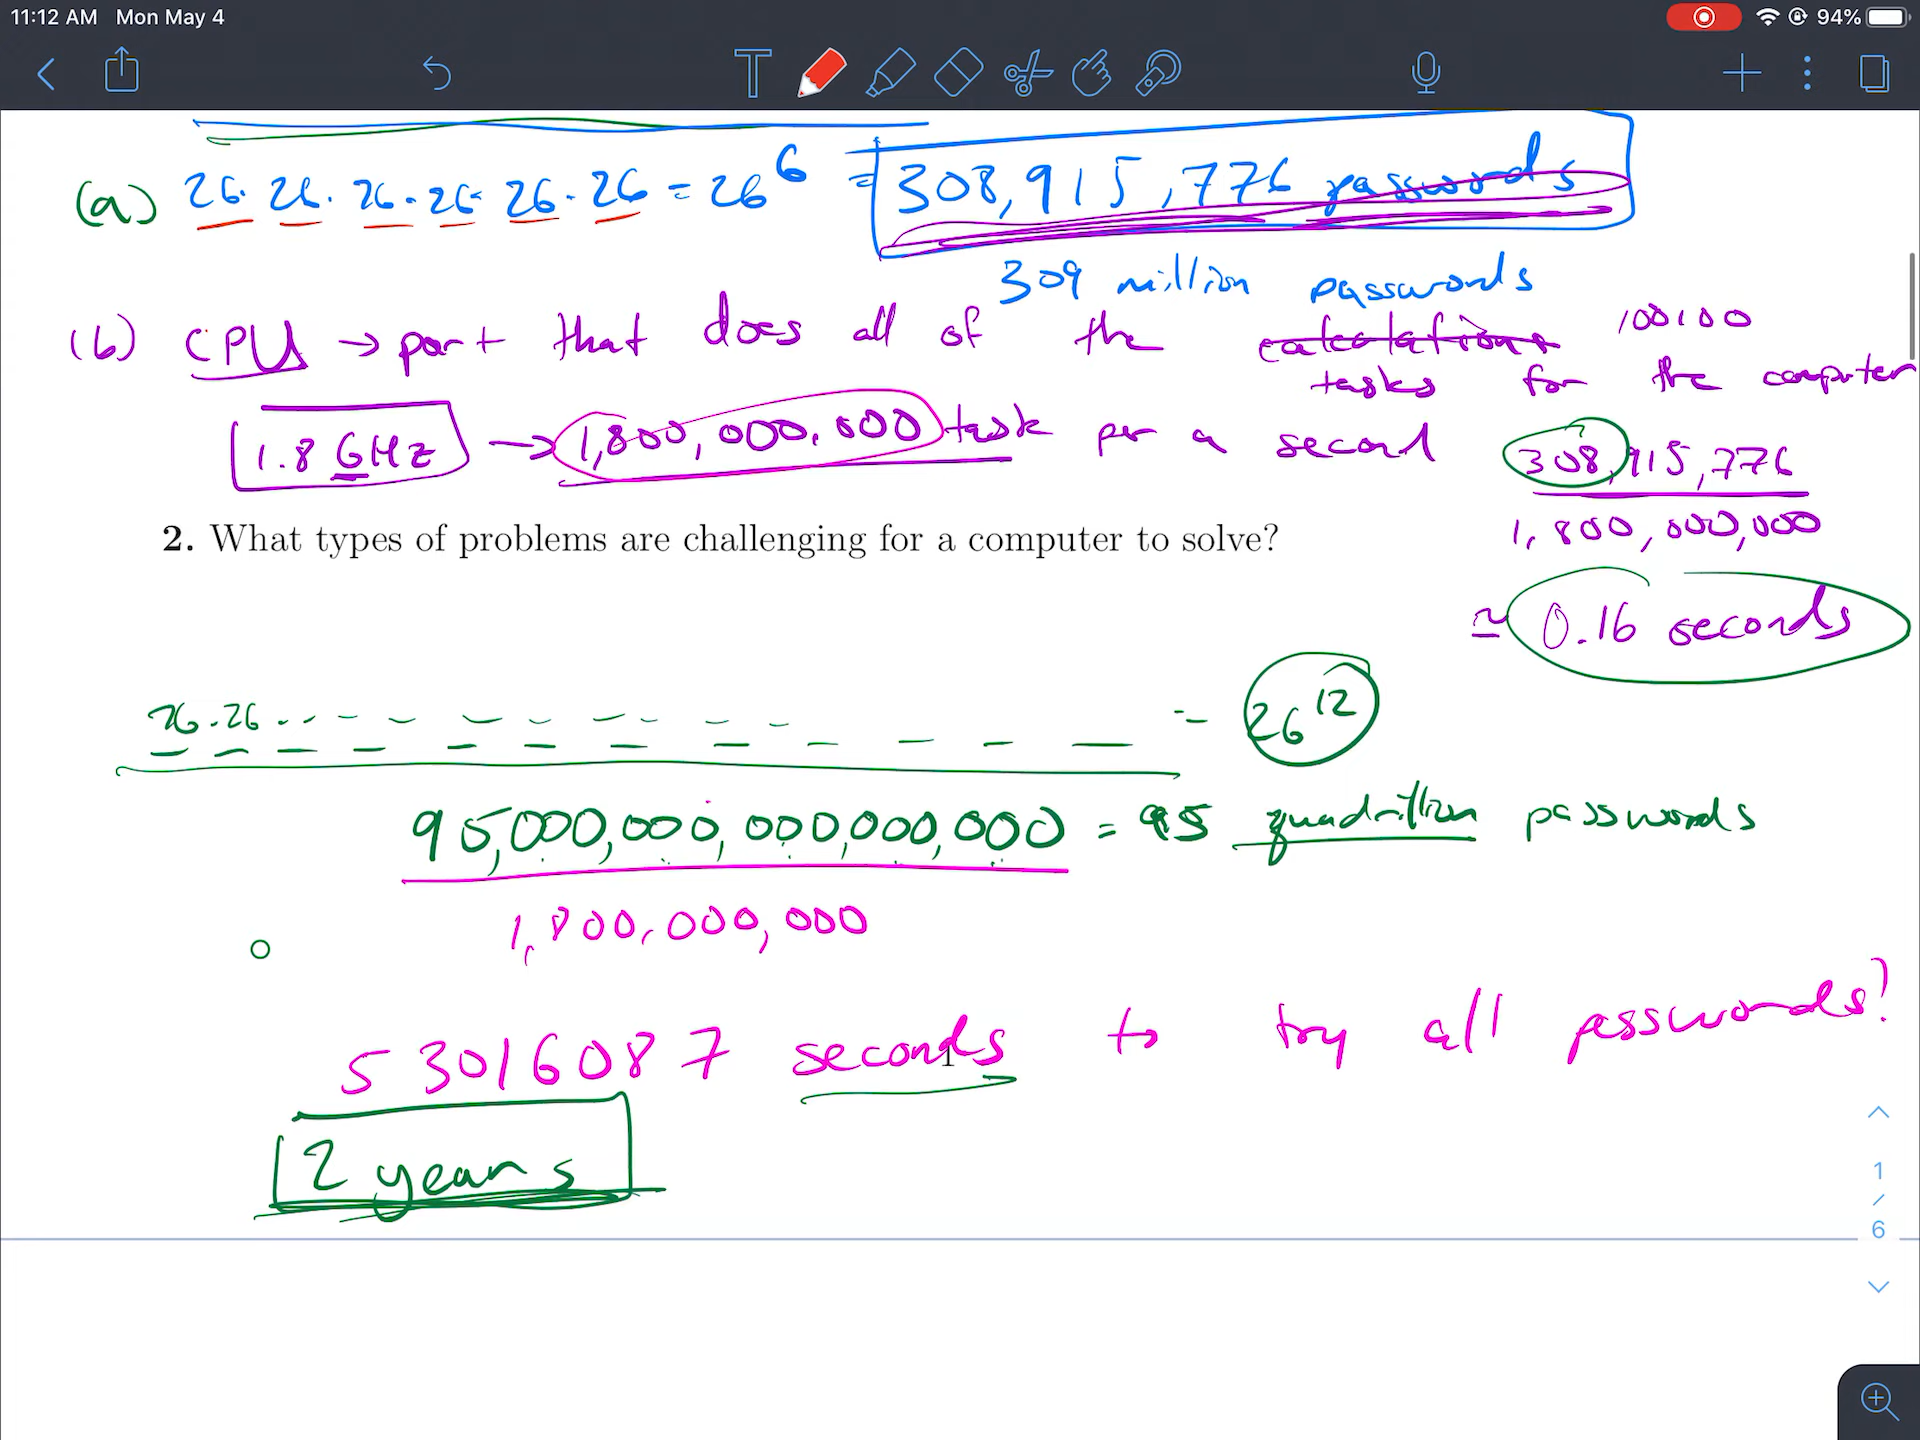 11:12 AM Mon May 4 94%
(a) 26· 26· 26· 26· 26· 26 = 26^6 = 308,915,776 passwords
309 million passwords
(b) CPU → part that does all of the calculations 100100
tasks for the computer
1.8 GHz → 1,800,000,000 task per a second
308,915,776
1,800,000,000
≈ 0.16 seconds
2. What types of problems are challenging for a computer to solve?
26·26·- - - - - - - - - = 26^12
95,000,000,000,000,000 = 95 quadrillion passwords
1,800,000,000
53016087 seconds to try all passwords!
2 years
1
/
6